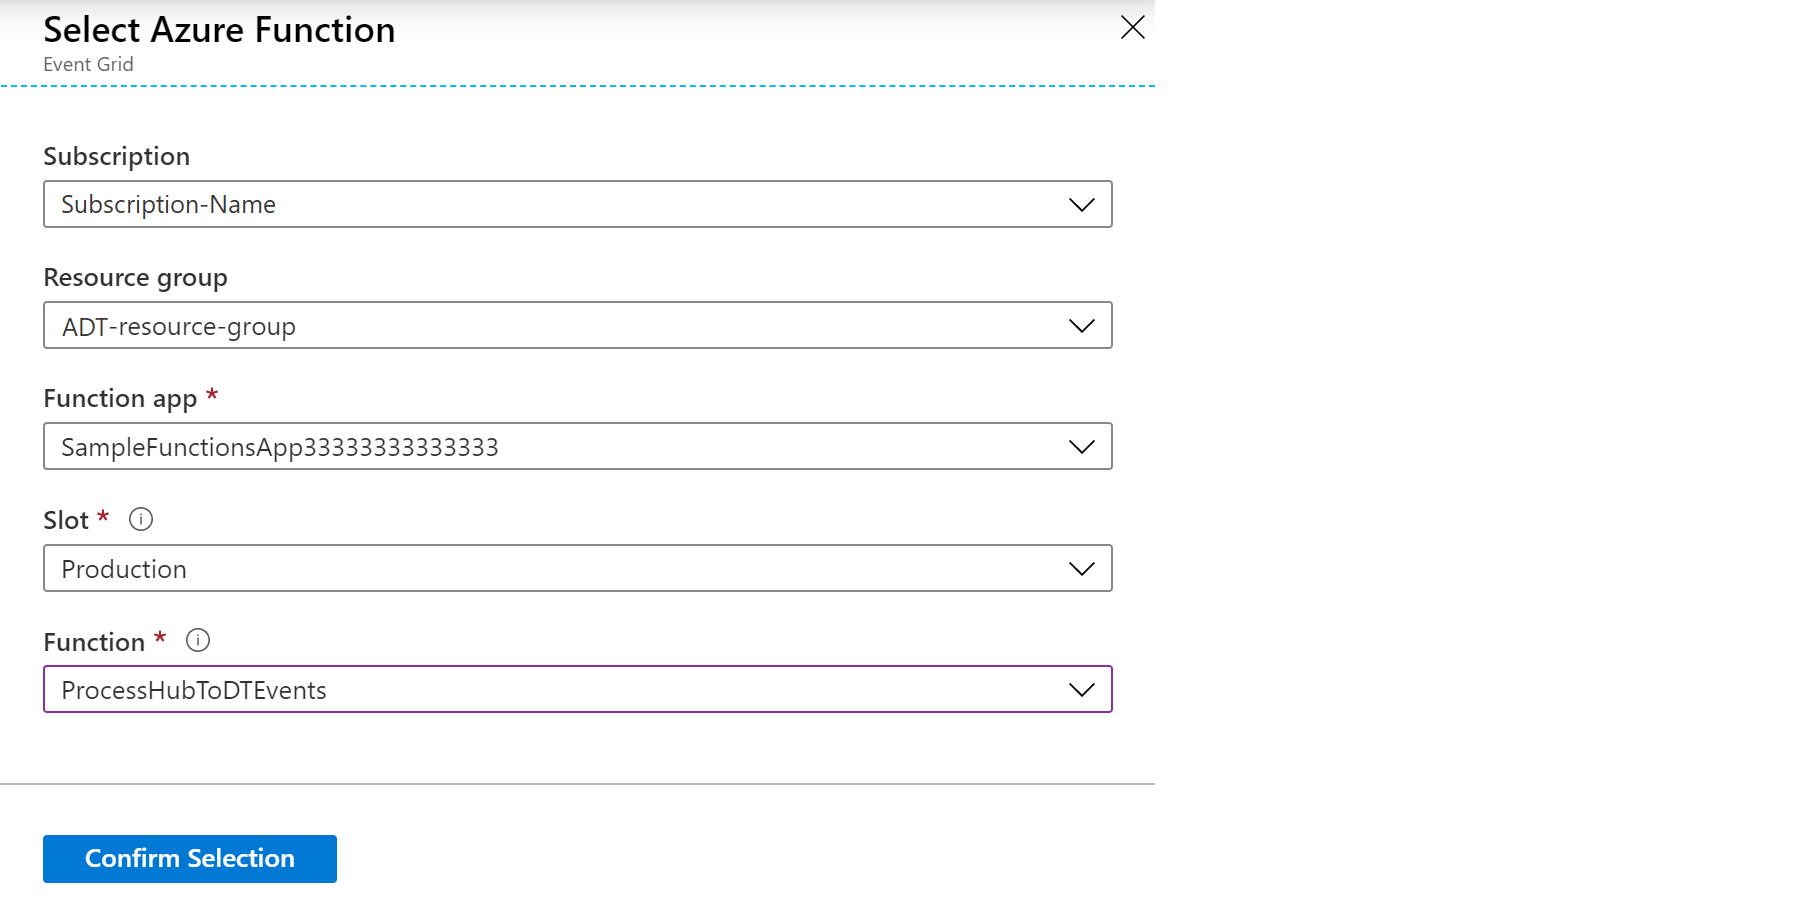 Select Azure Function
Event Grid
Subscription
Subscription-Name
Resource group
ADT-resource-group
Function app *
SampleFunctionsApp33333333333333
Slot *
Production
Function *
ProcessHubToDTEvents
Confirm Selection